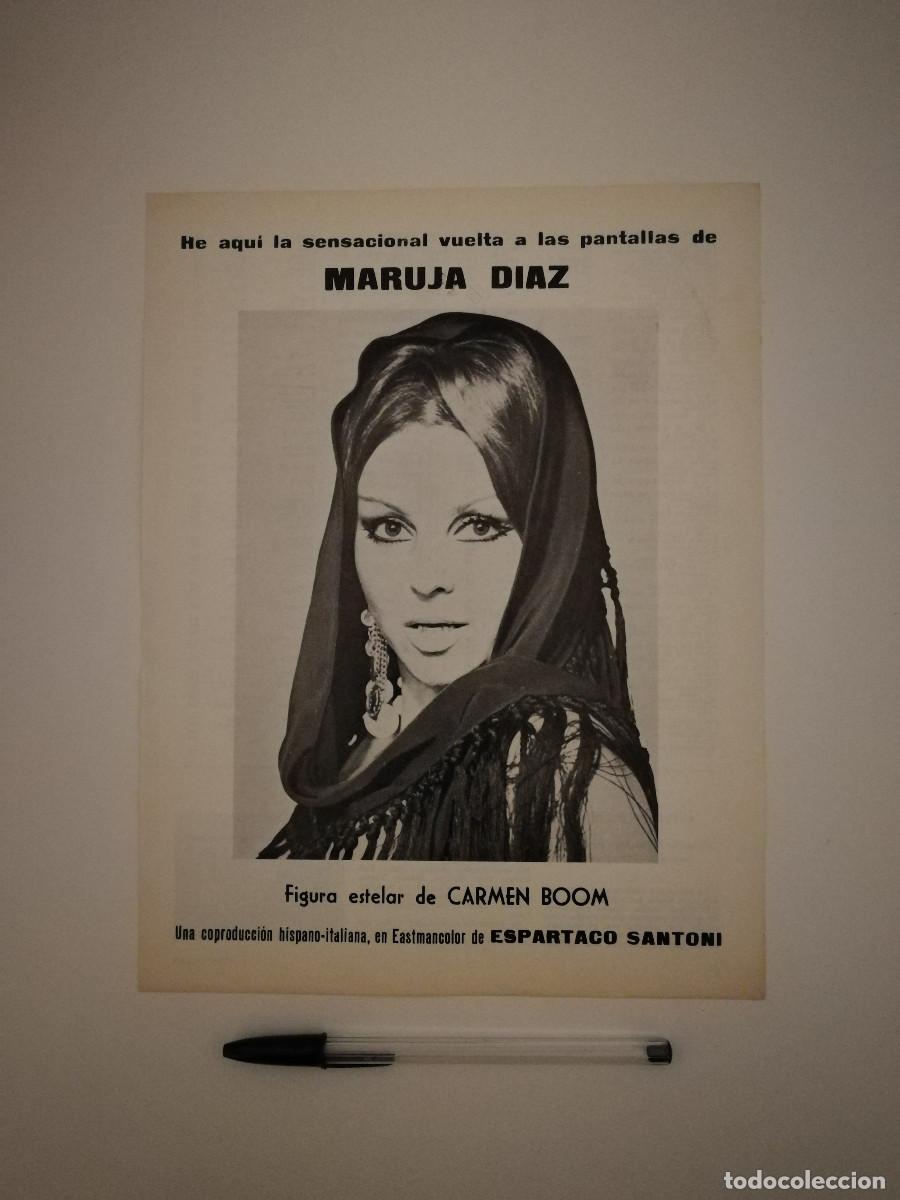 He aquí la sensacional vuelta a las pantallas de
MARUJA DIAZ
Figura estelar de CARMEN BOOM
Una coproducción hispano-italiana, en Eastmancolor de ESPARTACO SANTONI
todocoleccion